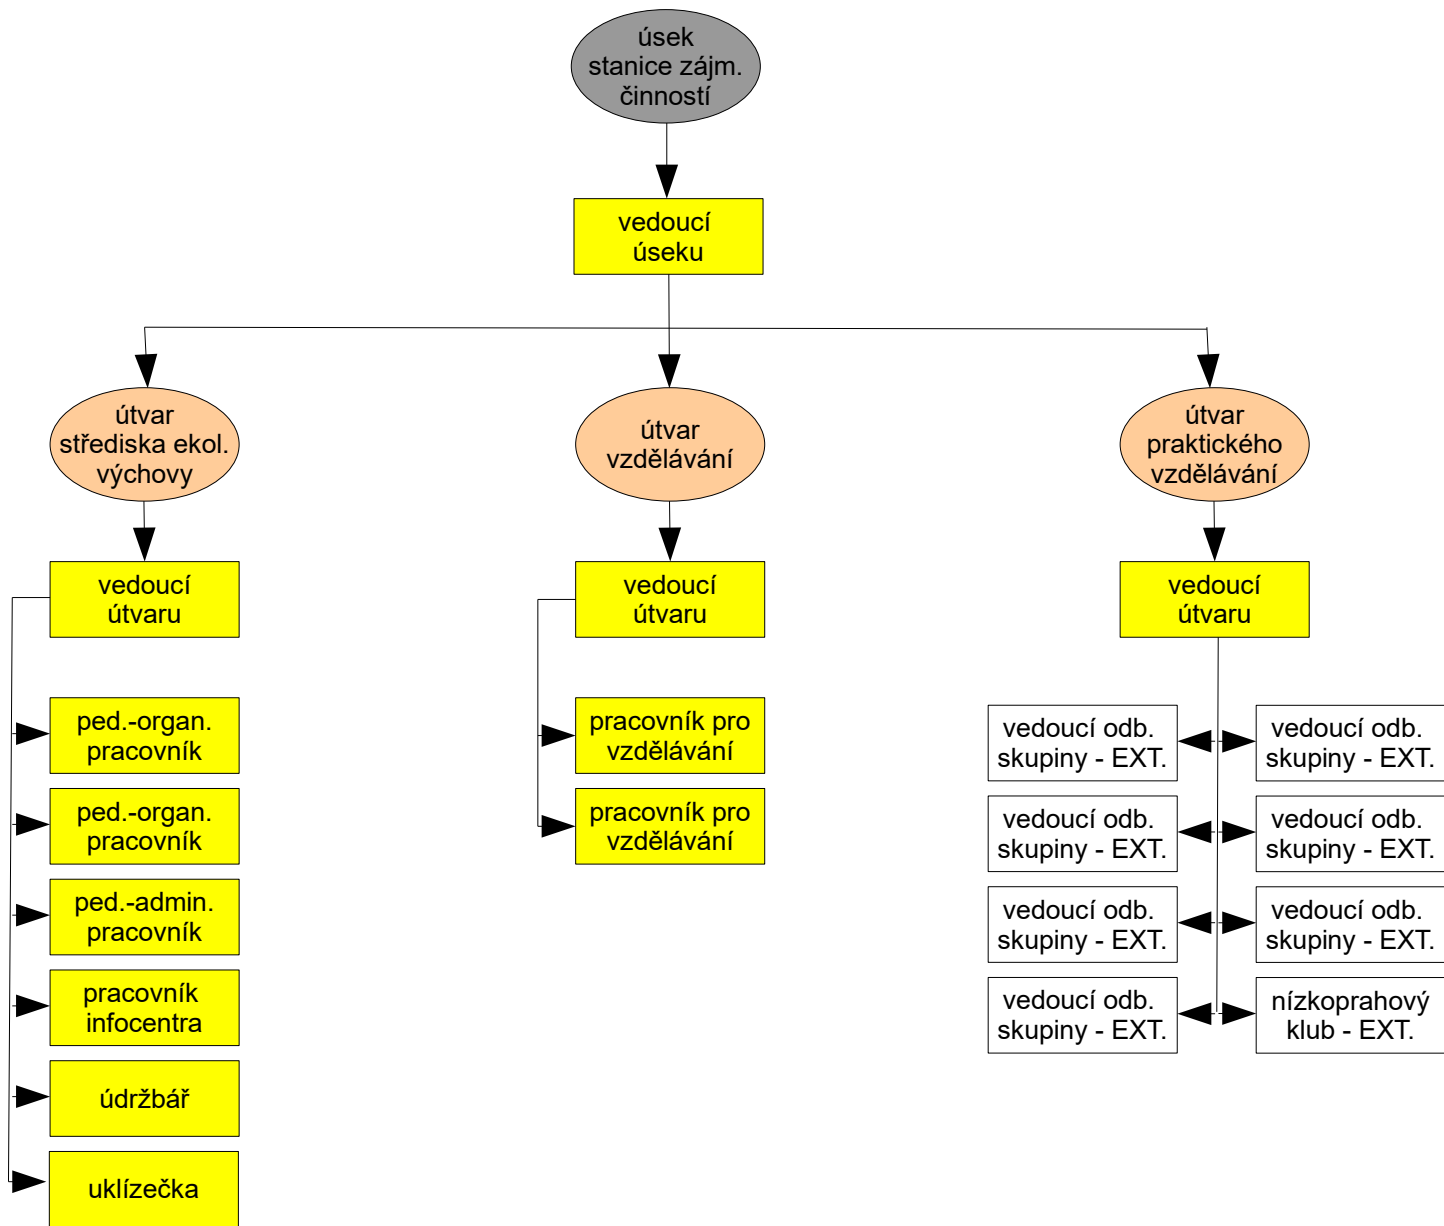 úsek
stanice zájm.
činností
vedoucí
úseku
útvar
střediska ekol.
výchovy
útvar
vzdělávání
útvar
praktického
vzdělávání
vedoucí
útvaru
vedoucí
útvaru
vedoucí
útvaru
ped.-organ.
pracovník
ped.-organ.
pracovník
ped.-admin.
pracovník
pracovník
infocentra
údržbář
uklízečka
pracovník pro
vzdělávání
pracovník pro
vzdělávání
vedoucí odb.
skupiny - EXT.
vedoucí odb.
skupiny - EXT.
vedoucí odb.
skupiny - EXT.
vedoucí odb.
skupiny - EXT.
vedoucí odb.
skupiny - EXT.
vedoucí odb.
skupiny - EXT.
vedoucí odb.
skupiny - EXT.
nízkoprahový
klub - EXT.